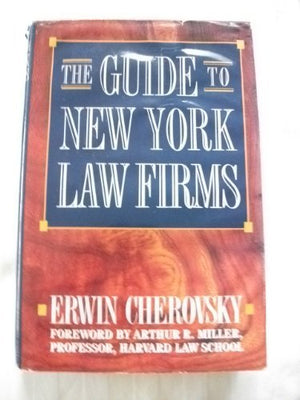 THE GUIDE TO
NEW YORK
LAW FIRMS
ERWIN CHEROVSKY
FOREWORD BY ARTHUR R. MILLER,
PROFESSOR, HARVARD LAW SCHOOL